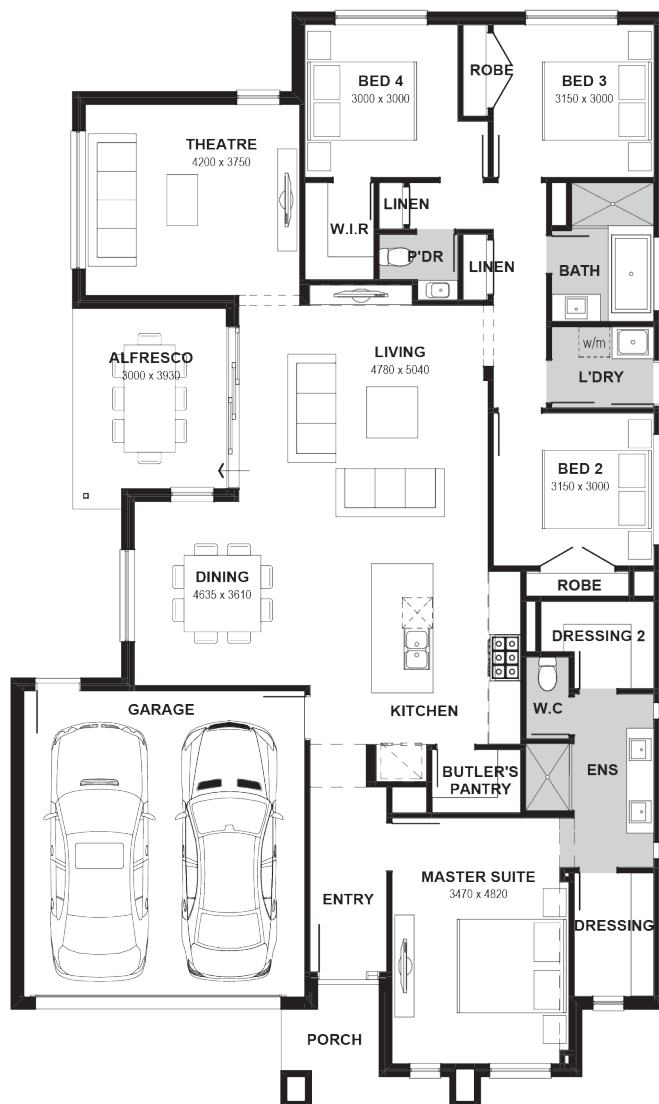 ROBE
BED 4
3000 x 3000
BED 3
3150 x 3000
THEATRE
4200 x 3750
LINEN
W.I.R
P'DR
LINEN
BATH
w/m
L'DRY
ALFRESCO
3000 x 3930
LIVING
4780 x 5040
BED 2
3150 x 3000
DINING
4635 x 3610
ROBE
DRESSING 2
W.C
GARAGE
KITCHEN
BUTLER'S
PANTRY
ENS
MASTER SUITE
3470 x 4820
ENTRY
DRESSING
PORCH